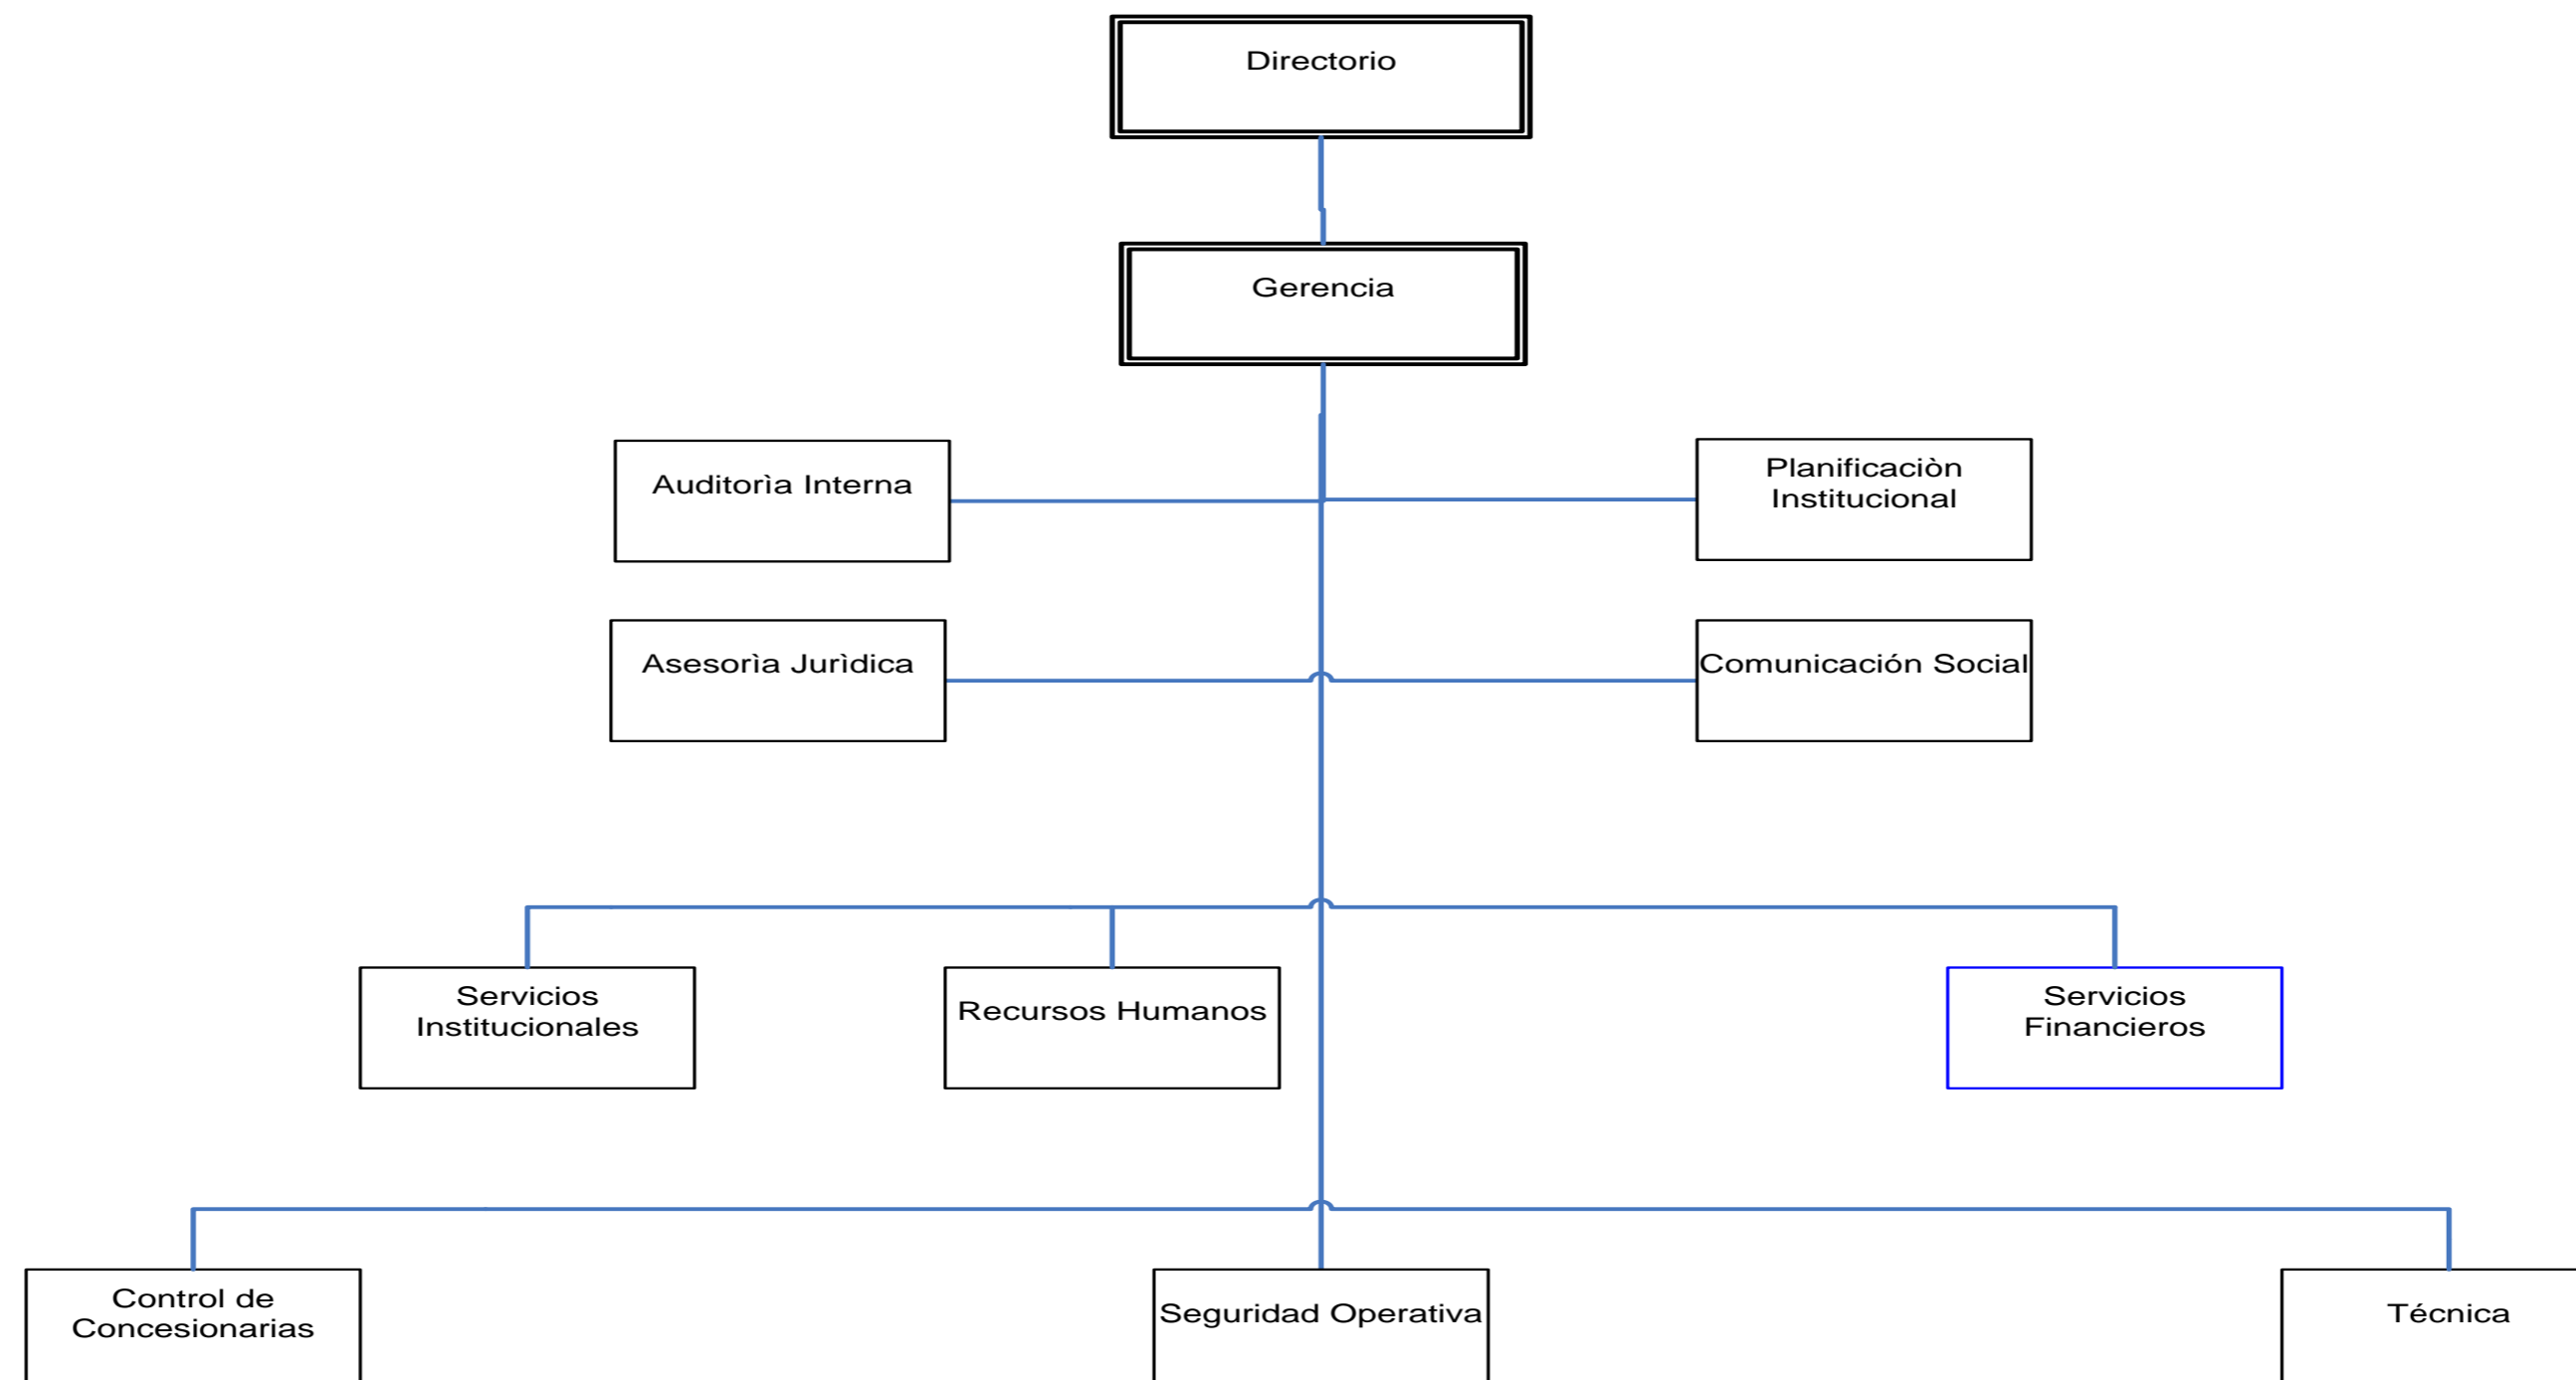 Directorio
Gerencia
Auditorìa Interna
Planificaciòn
Institucional
Asesorìa Jurìdica
Comunicación Social
Servicios
Institucionales
Recursos Humanos
Servicios
Financieros
Control de
Concesionarias
Seguridad Operativa
Técnica